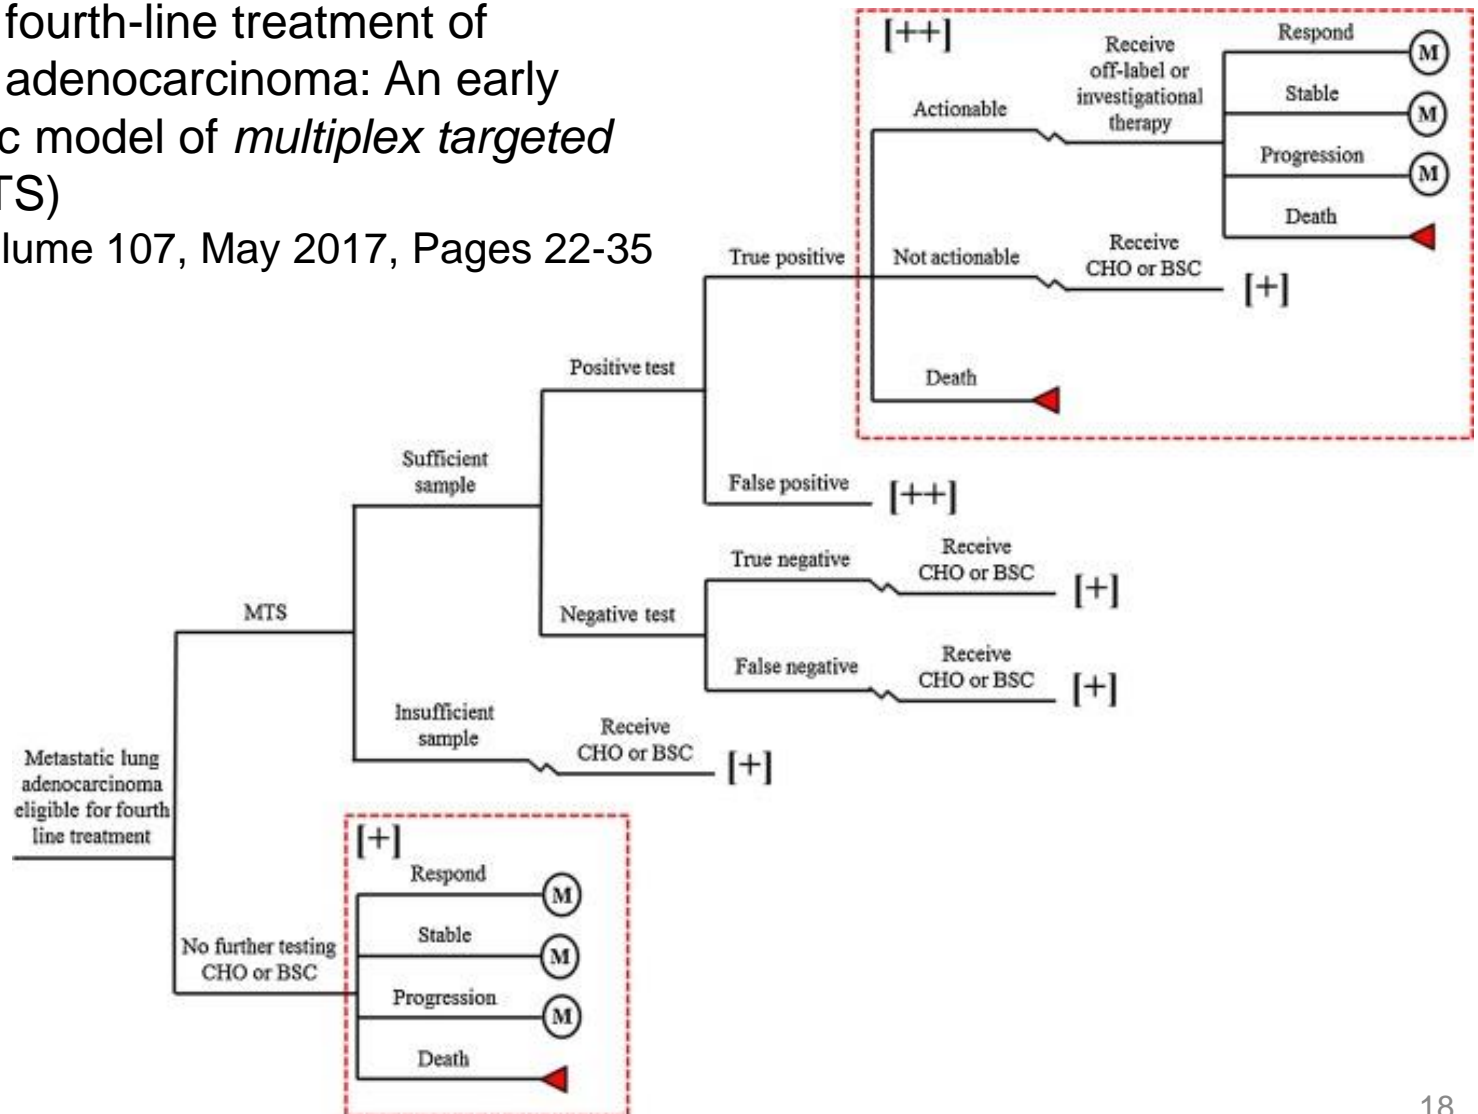 fourth-line treatment of
adenocarcinoma: An early
c model of multiplex targeted
TS)
lume 107, May 2017, Pages 22-35
[++]
Receive
off-label or
investigational
therapy
Respond
M
Stable
M
Progression
M
Death
Actionable
Not actionable
Receive
CHO or BSC
[+]
Death
True positive
Positive test
False positive
[++]
Sufficient
sample
True negative
Receive
CHO or BSC
[+]
Negative test
False negative
Receive
CHO or BSC
[+]
MTS
Insufficient
sample
Receive
CHO or BSC
[+]
Metastatic lung
adenocarcinoma
eligible for fourth
line treatment
[+]
Respond
M
Stable
M
No further testing
CHO or BSC
Progression
M
Death
18